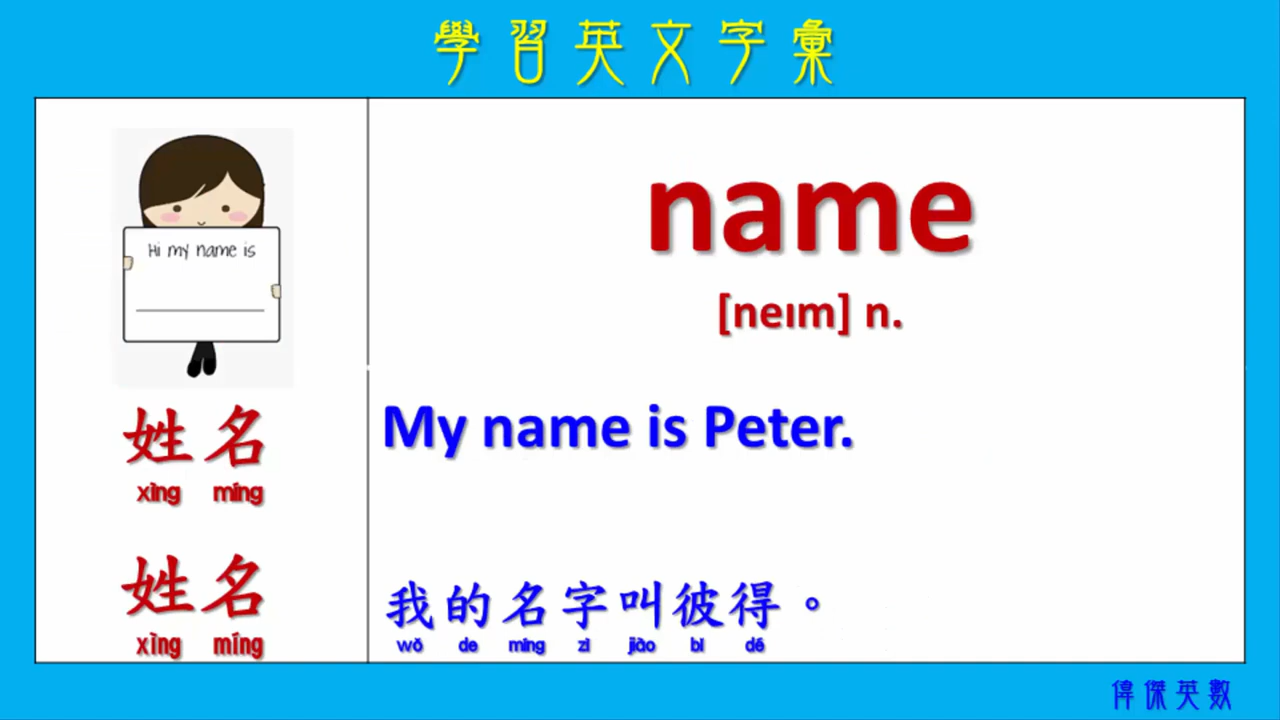 學習英文字彙
Hi my name is
name
[neɪm] n.
姓名
xìng míng
My name is Peter.
姓名
xìng míng
我的名字叫彼得。
wǒ de míng zì jiào bǐ dé
偉傑英數